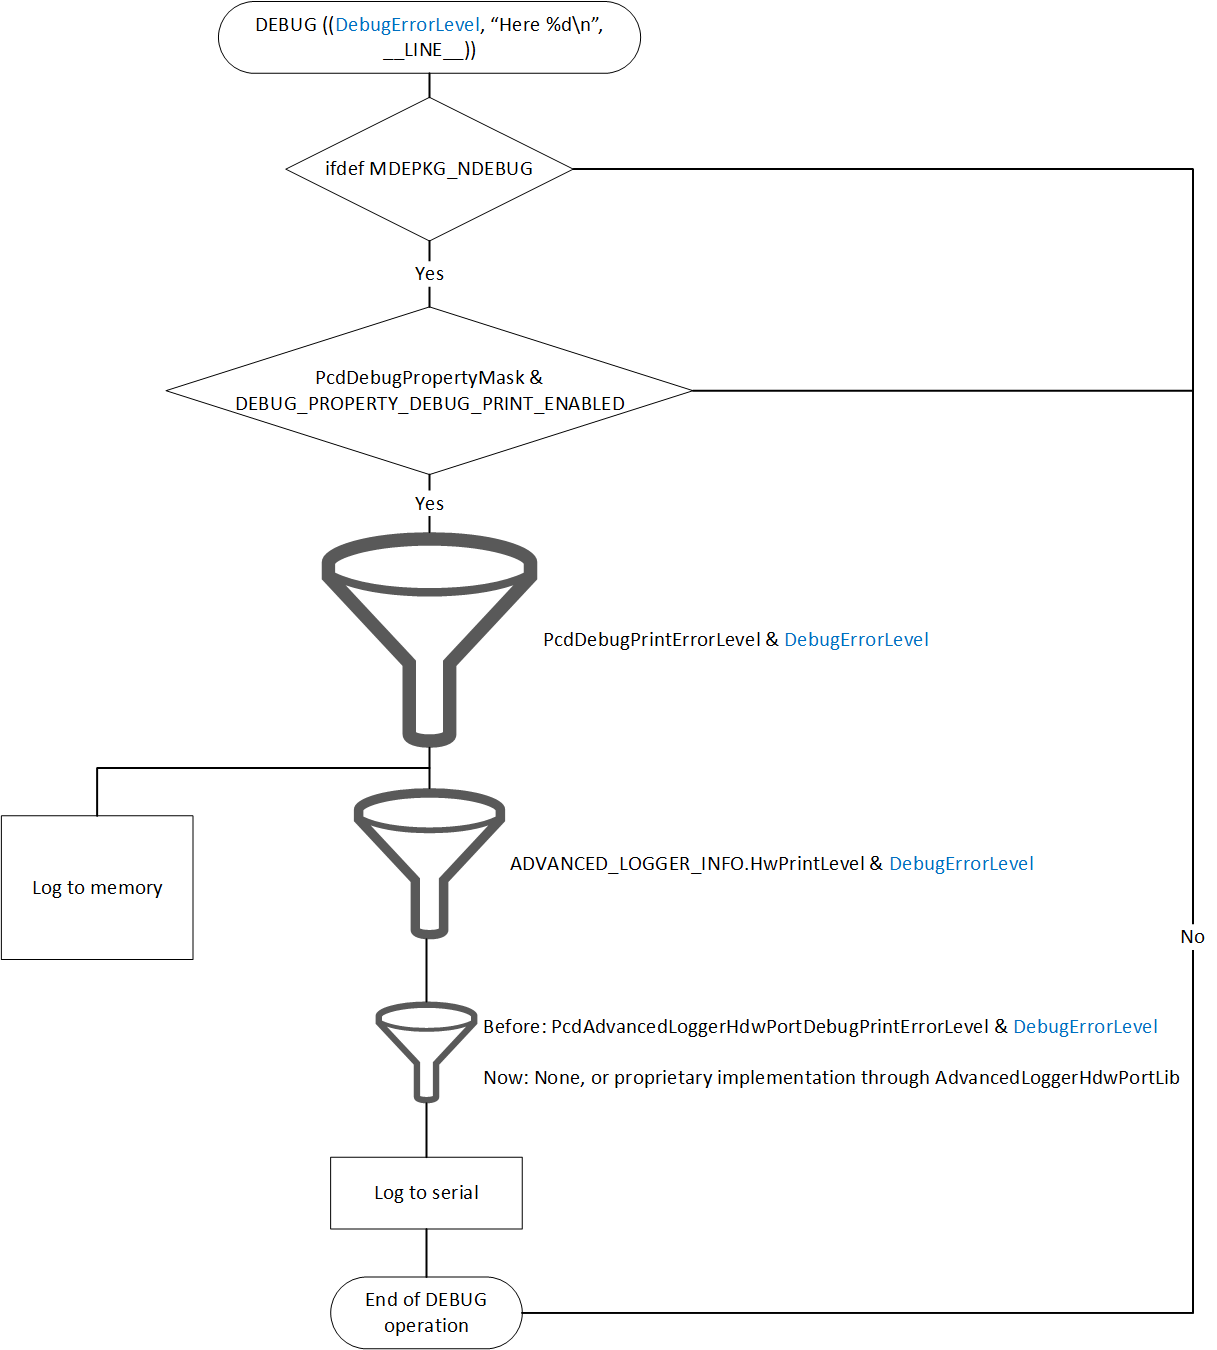 DEBUG ((DebugErrorLevel, “Here %d\n”,
__LINE__))
ifdef MDEPKG_NDEBUG
Yes
PcdDebugPropertyMask &
DEBUG_PROPERTY_DEBUG_PRINT_ENABLED
Yes
PcdDebugPrintErrorLevel & DebugErrorLevel
ADVANCED_LOGGER_INFO.HwPrintLevel & DebugErrorLevel
Log to memory
No
Before: PcdAdvancedLoggerHdwPortDebugPrintErrorLevel & DebugErrorLevel
Now: None, or proprietary implementation through AdvancedLoggerHdwPortLib
Log to serial
End of DEBUG
operation